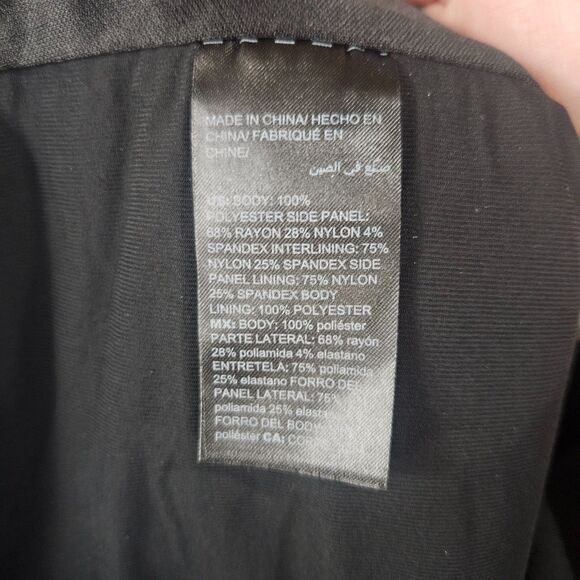 MADE IN CHINA/ HECHO EN
CHINA/ FABRIQUÉ EN
CHINE/
صنع في الصين
US: BODY: 100%
POLYESTER SIDE PANEL:
68% RAYON 28% NYLON 4%
SPANDEX INTERLINING: 75%
NYLON 25% SPANDEX SIDE
PANEL LINING: 75% NYLON
25% SPANDEX BODY
LINING: 100% POLYESTER
MX: BODY: 100% poliéster
PARTE LATERAL: 68% rayón
28% poliamida 4% elastano
ENTRETELA: 75% poliamida
25% elastano FORRO DEL
PANEL LATERAL: 75%
poliamida 25%
FORRO DEL BODY
poliéster CA: